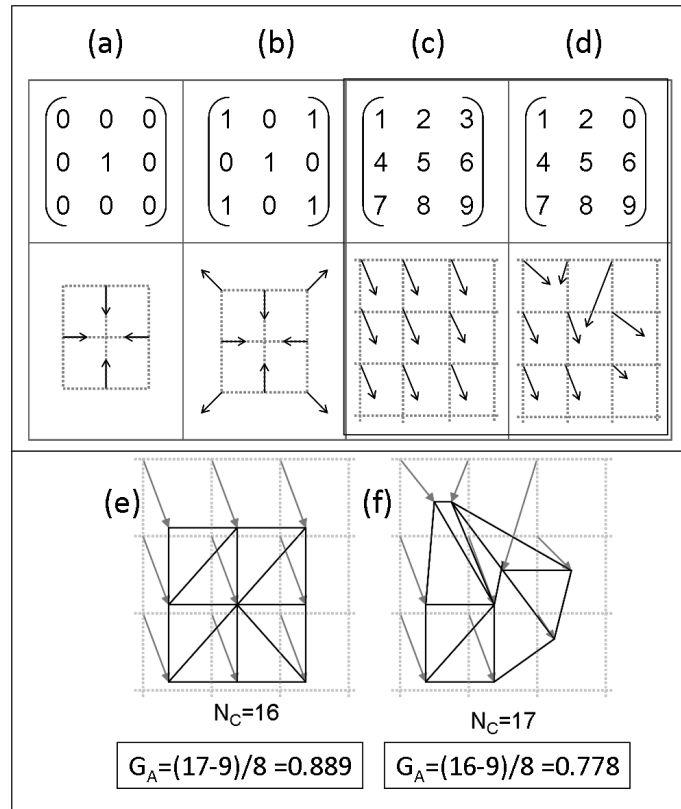 (a) (b) (c) (d)
0 0 0 1 0 1 1 2 3 1 2 0
0 1 0 0 1 0 4 5 6 4 5 6
0 0 0 1 0 1 7 8 9 7 8 9
(e) (f)
N_C=16 N_C=17
G_A=(17-9)/8 =0.889 G_A=(16-9)/8 =0.778